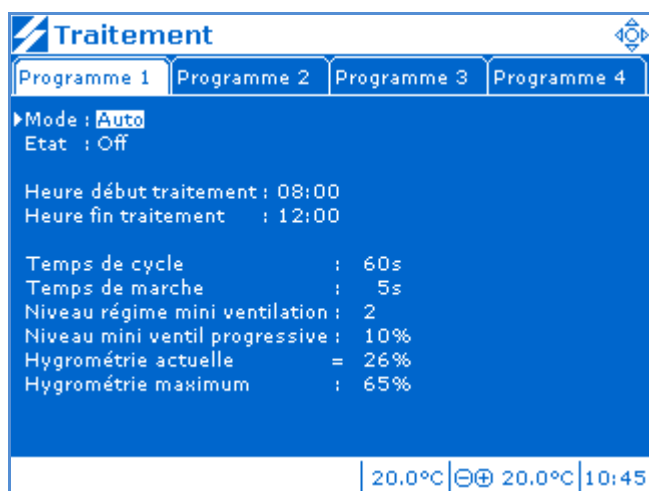 Traitement
Programme 1 Programme 2 Programme 3 Programme 4
Mode : Auto
Etat : Off
Heure début traitement : 08:00
Heure fin traitement : 12:00
Temps de cycle : 60s
Temps de marche : 5s
Niveau régime mini ventilation : 2
Niveau mini ventil progressive : 10%
Hygrométrie actuelle = 26%
Hygrométrie maximum : 65%
20.0°C 20.0°C 10:45